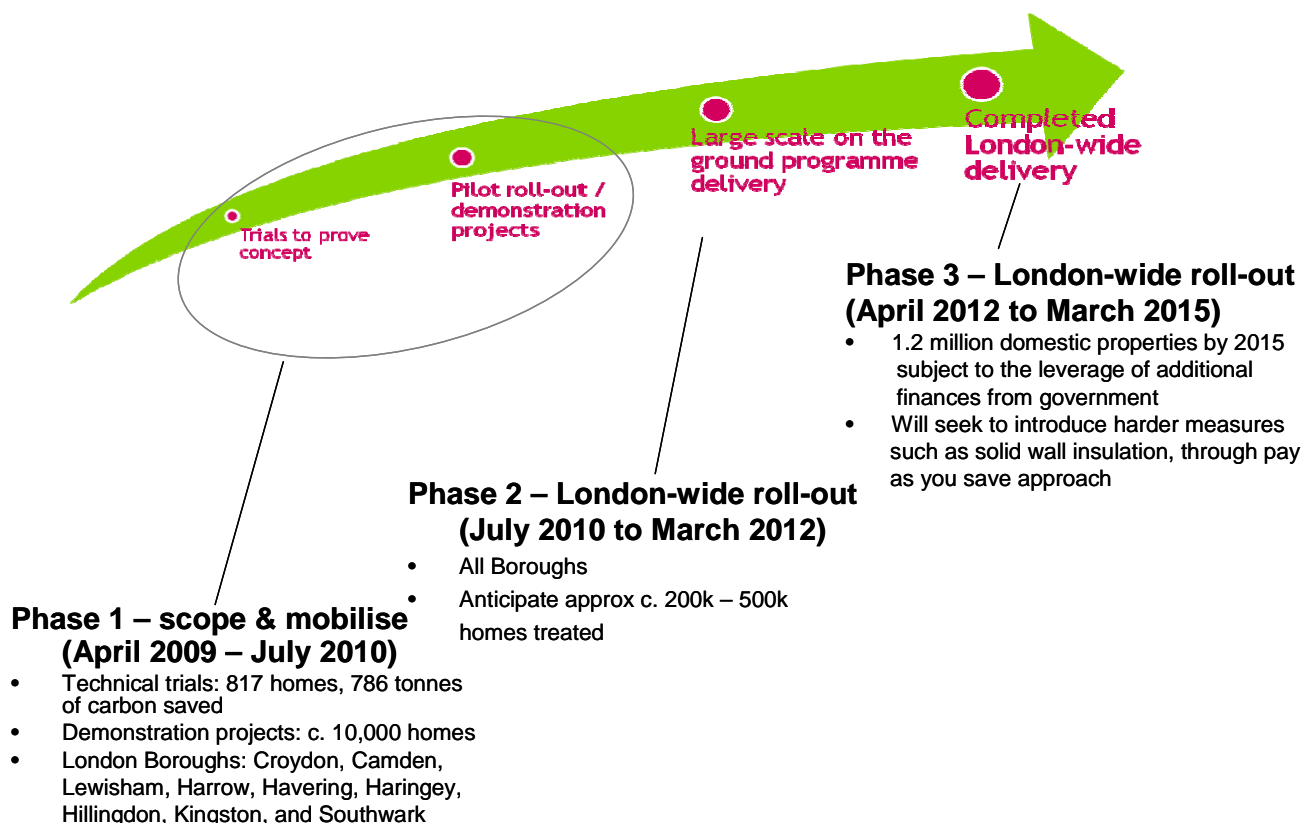 Trials to prove
concept
Pilot roll-out /
demonstration
projects
Large scale on the
ground programme
delivery
Completed
London-wide
delivery
Phase 3 – London-wide roll-out
(April 2012 to March 2015)
• 1.2 million domestic properties by 2015
subject to the leverage of additional
finances from government
• Will seek to introduce harder measures
such as solid wall insulation, through pay
as you save approach
Phase 2 – London-wide roll-out
(July 2010 to March 2012)
• All Boroughs
• Anticipate approx c. 200k – 500k
homes treated
Phase 1 – scope & mobilise
(April 2009 – July 2010)
• Technical trials: 817 homes, 786 tonnes
of carbon saved
• Demonstration projects: c. 10,000 homes
• London Boroughs: Croydon, Camden,
Lewisham, Harrow, Havering, Haringey,
Hillingdon, Kingston, and Southwark